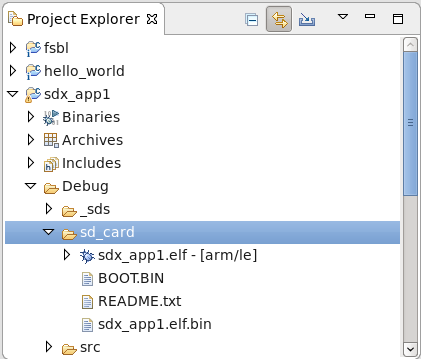 Project Explorer
fsbl
hello_world
sdx_app1
Binaries
Archives
Includes
Debug
_sds
sd_card
sdx_app1.elf - [arm/le]
BOOT.BIN
README.txt
sdx_app1.elf.bin
src